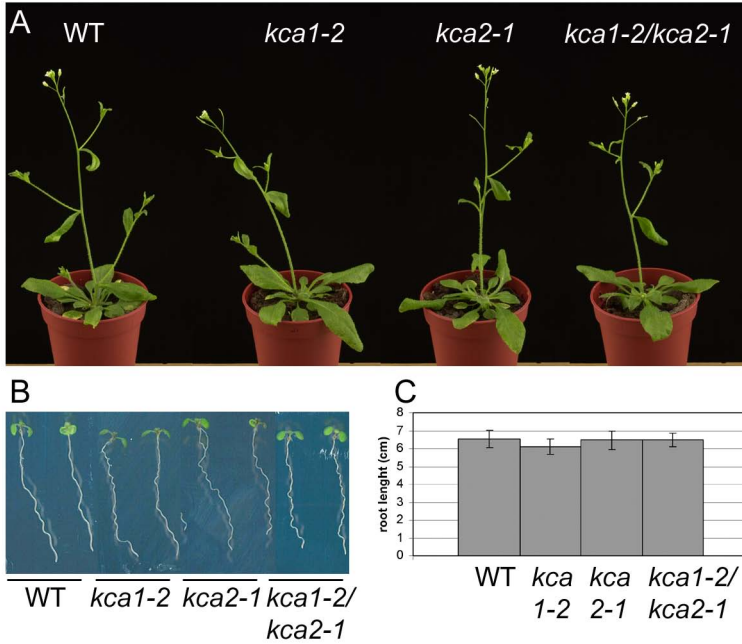 A
WT kca1-2 kca2-1 kca1-2/kca2-1
B
WT kca1-2 kca2-1 kca1-2/
kca2-1
C
root lenght (cm)
8
7
6
5
4
3
2
1
0
WT kca kca kca1-2/
1-2 2-1 kca2-1